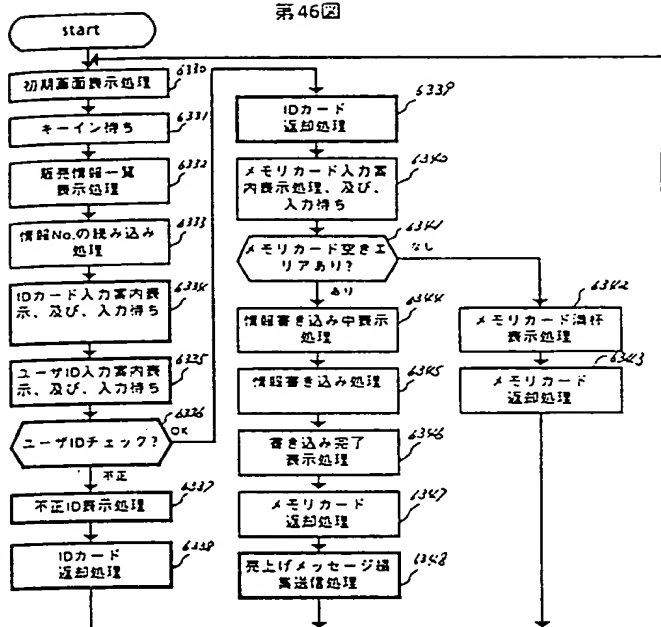 第46図
start
6330
初期画面表示処理
6331
キーイン待ち
6332
販売情報一覧
表示処理
6333
情報No.の読み込み
処理
6334
IDカード入力案内表
示、及び、入力待ち
6325
ユーザID入力案内表
示、及び、入力待ち
6326
ユーザIDチェック?
OK
不正
6337
不正ID表示処理
6338
IDカード
返却処理
6339
IDカード
返却処理
6340
メモリカード入力案
内表示処理、及び、
入力待ち
6341
メモリカード空きエ
リアあり?
なし
あり
6344
情報書き込み中表示
処理
6345
情報書き込み処理
6346
書き込み完了
表示処理
6347
メモリカード
返却処理
6348
売上げメッセージ編
集送信処理
6342
メモリカード満杯
表示処理
6343
メモリカード
返却処理